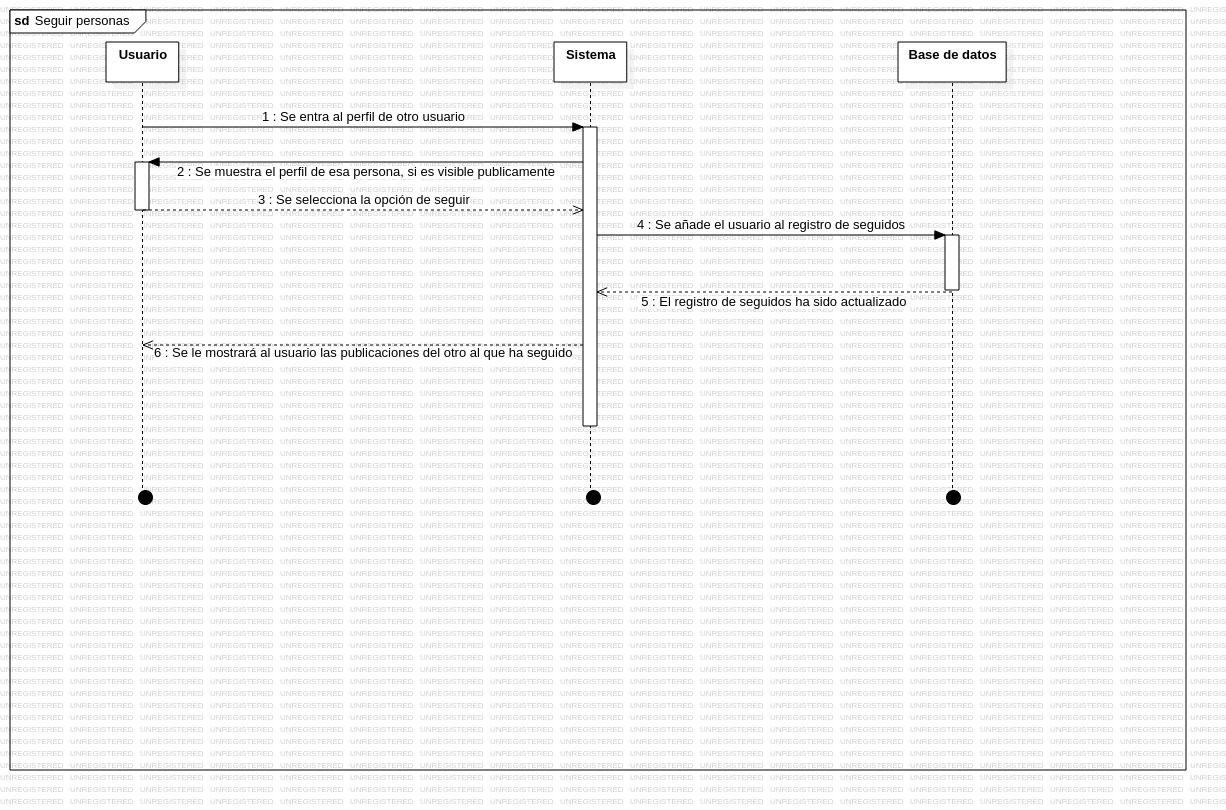 sd Seguir personas
Usuario
Sistema
Base de datos
1 : Se entra al perfil de otro usuario
2 : Se muestra el perfil de esa persona, si es visible publicamente
3 : Se selecciona la opción de seguir
4 : Se añade el usuario al registro de seguidos
5 : El registro de seguidos ha sido actualizado
6 : Se le mostrará al usuario las publicaciones del otro al que ha seguido
UNREGISTERED